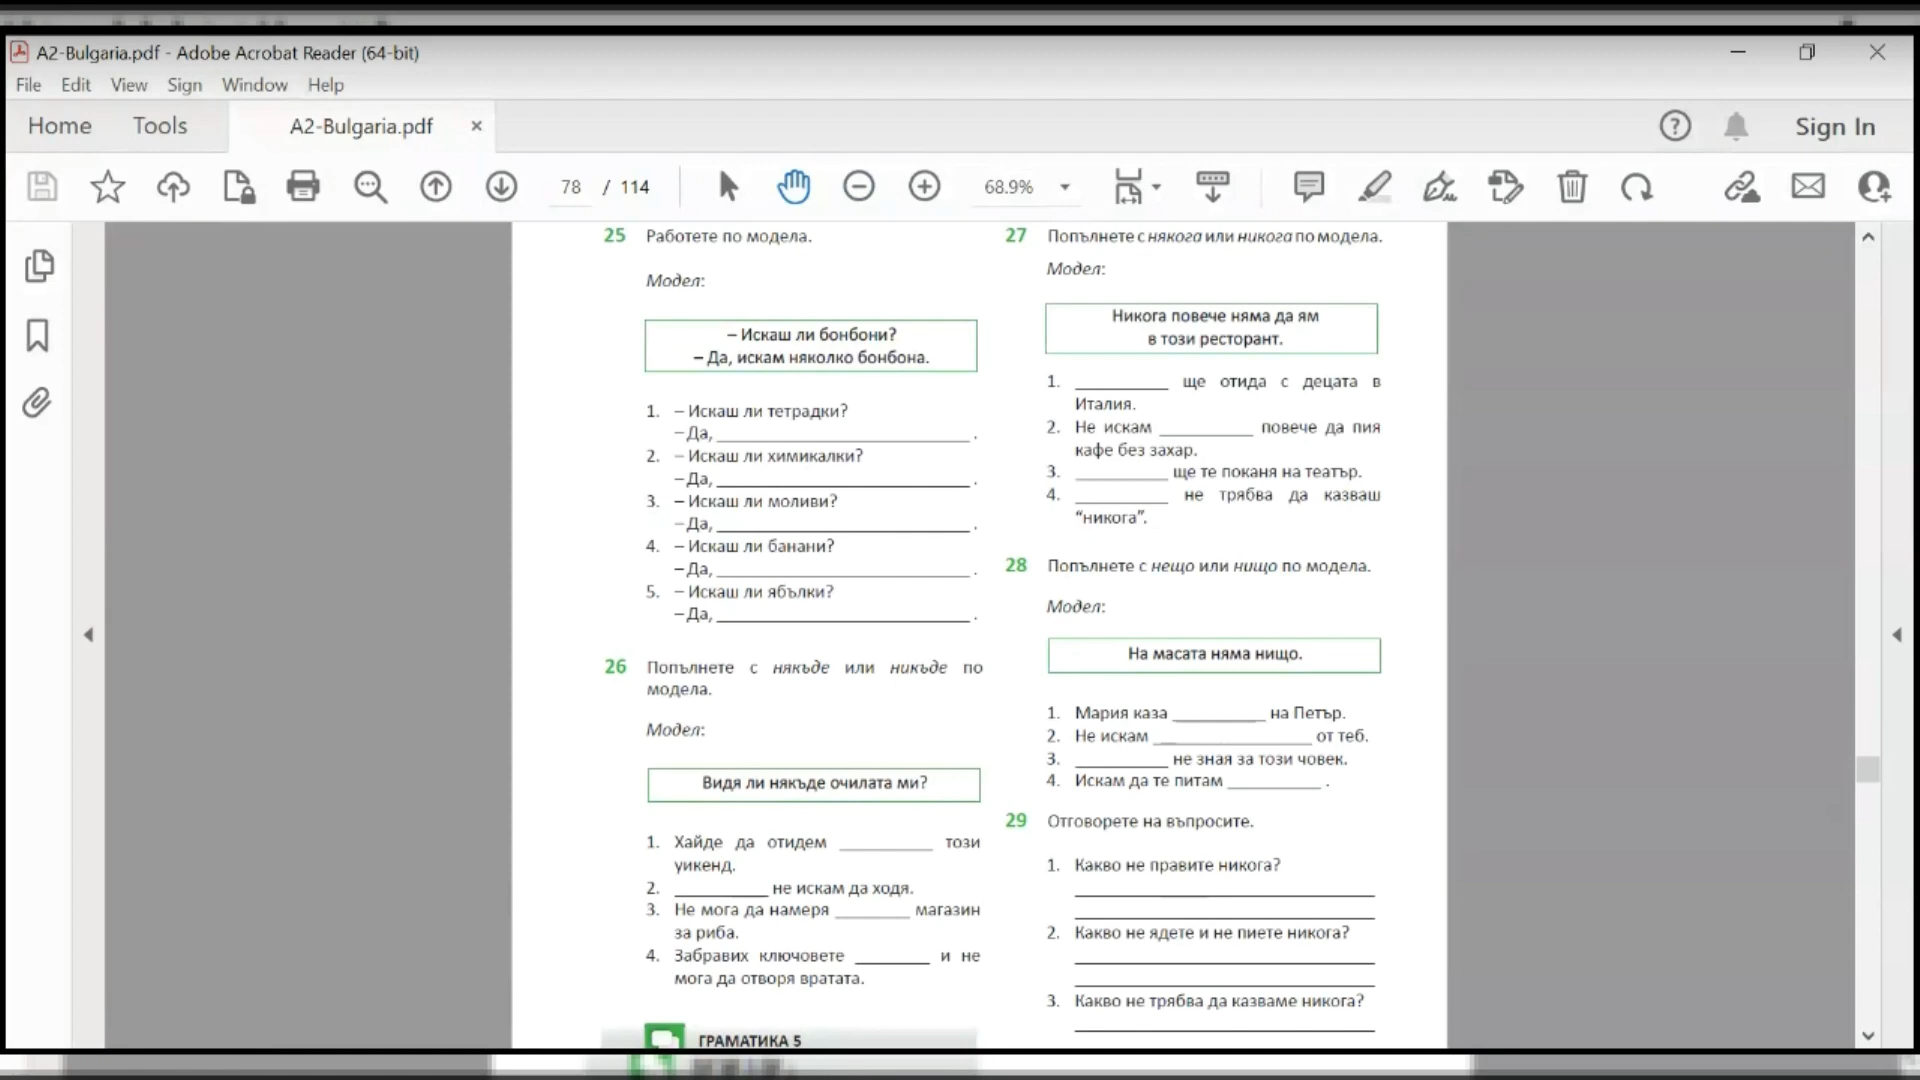 A2-Bulgaria.pdf - Adobe Acrobat Reader (64-bit)
File Edit View Sign Window Help
Home Tools A2-Bulgaria.pdf × Sign In
78 / 114 68.9%
25 Работете по модела.
Модел:
– Искаш ли бонбони?
– Да, искам няколко бонбона.
1. – Искаш ли тетрадки?
– Да, ____________________ .
2. – Искаш ли химикалки?
– Да, ____________________ .
3. – Искаш ли моливи?
– Да, ____________________ .
4. – Искаш ли банани?
– Да, ____________________ .
5. – Искаш ли ябълки?
– Да, ____________________ .
26 Попълнете с някъде или никъде по
модела.
Модел:
Видя ли някъде очилата ми?
1. Хайде да отидем __________ този
уикенд.
2. __________ не искам да ходя.
3. Не мога да намеря ________ магазин
за риба.
4. Забравих ключовете ________ и не
мога да отворя вратата.
ГРАМАТИКА 5
27 Попълнете с някога или никога по модела.
Модел:
Никога повече няма да ям
в този ресторант.
1. __________ ще отида с децата в
Италия.
2. Не искам __________ повече да пия
кафе без захар.
3. __________ ще те поканя на театър.
4. __________ не трябва да казваш
“никога”.
28 Попълнете с нещо или нищо по модела.
Модел:
На масата няма нищо.
1. Мария каза __________ на Петър.
2. Не искам _________________ от теб.
3. __________ не зная за този човек.
4. Искам да те питам __________ .
29 Отговорете на въпросите.
1. Какво не правите никога?
2. Какво не ядете и не пиете никога?
3. Какво не трябва да казваме никога?